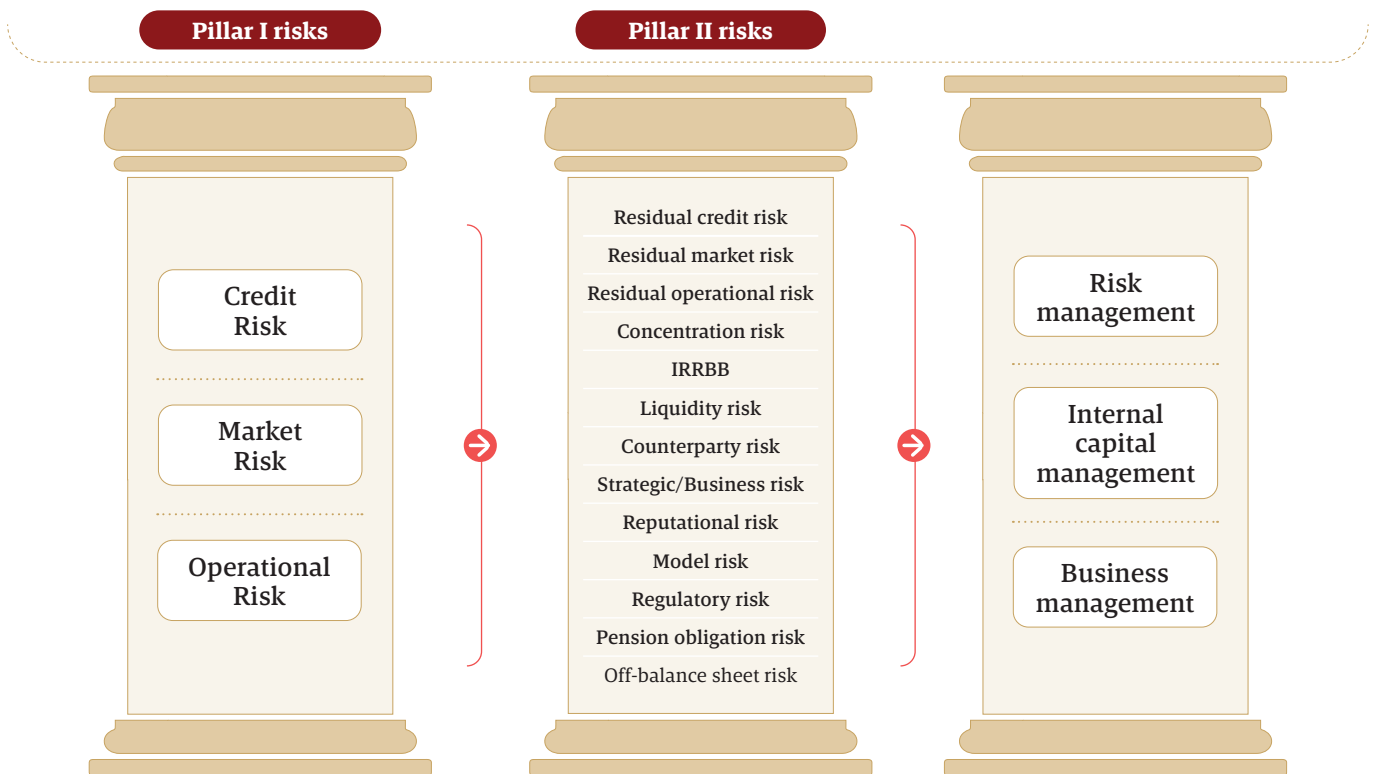 Pillar I risks
Pillar II risks
Credit
Risk
Market
Risk
Operational
Risk
Residual credit risk
Residual market risk
Residual operational risk
Concentration risk
IRRBB
Liquidity risk
Counterparty risk
Strategic/Business risk
Reputational risk
Model risk
Regulatory risk
Pension obligation risk
Off-balance sheet risk
Risk
management
Internal
capital
management
Business
management